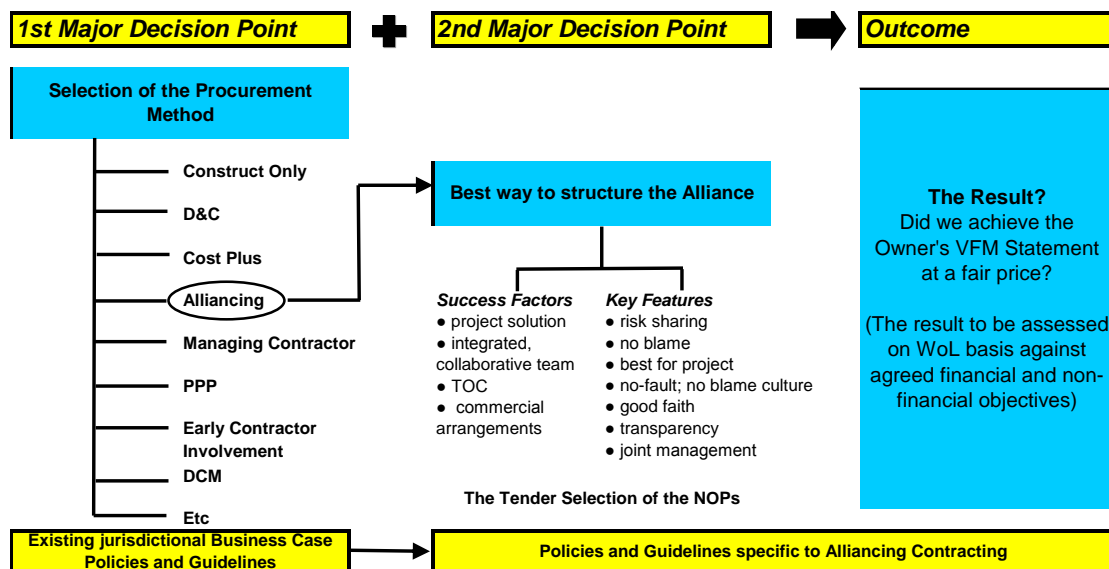 1st Major Decision Point
2nd Major Decision Point
Outcome
Selection of the Procurement
Method
Construct Only
D&C
Cost Plus
Alliancing
Managing Contractor
PPP
Early Contractor
Involvement
DCM
Etc
Best way to structure the Alliance
Success Factors
● project solution
● integrated,
collaborative team
● TOC
● commercial
arrangements
Key Features
● risk sharing
● no blame
● best for project
● no-fault; no blame culture
● good faith
● transparency
● joint management
The Tender Selection of the NOPs
The Result?
Did we achieve the
Owner's VFM Statement
at a fair price?
(The result to be assessed
on WoL basis against
agreed financial and non-
financial objectives)
Existing jurisdictional Business Case
Policies and Guidelines
Policies and Guidelines specific to Alliancing Contracting